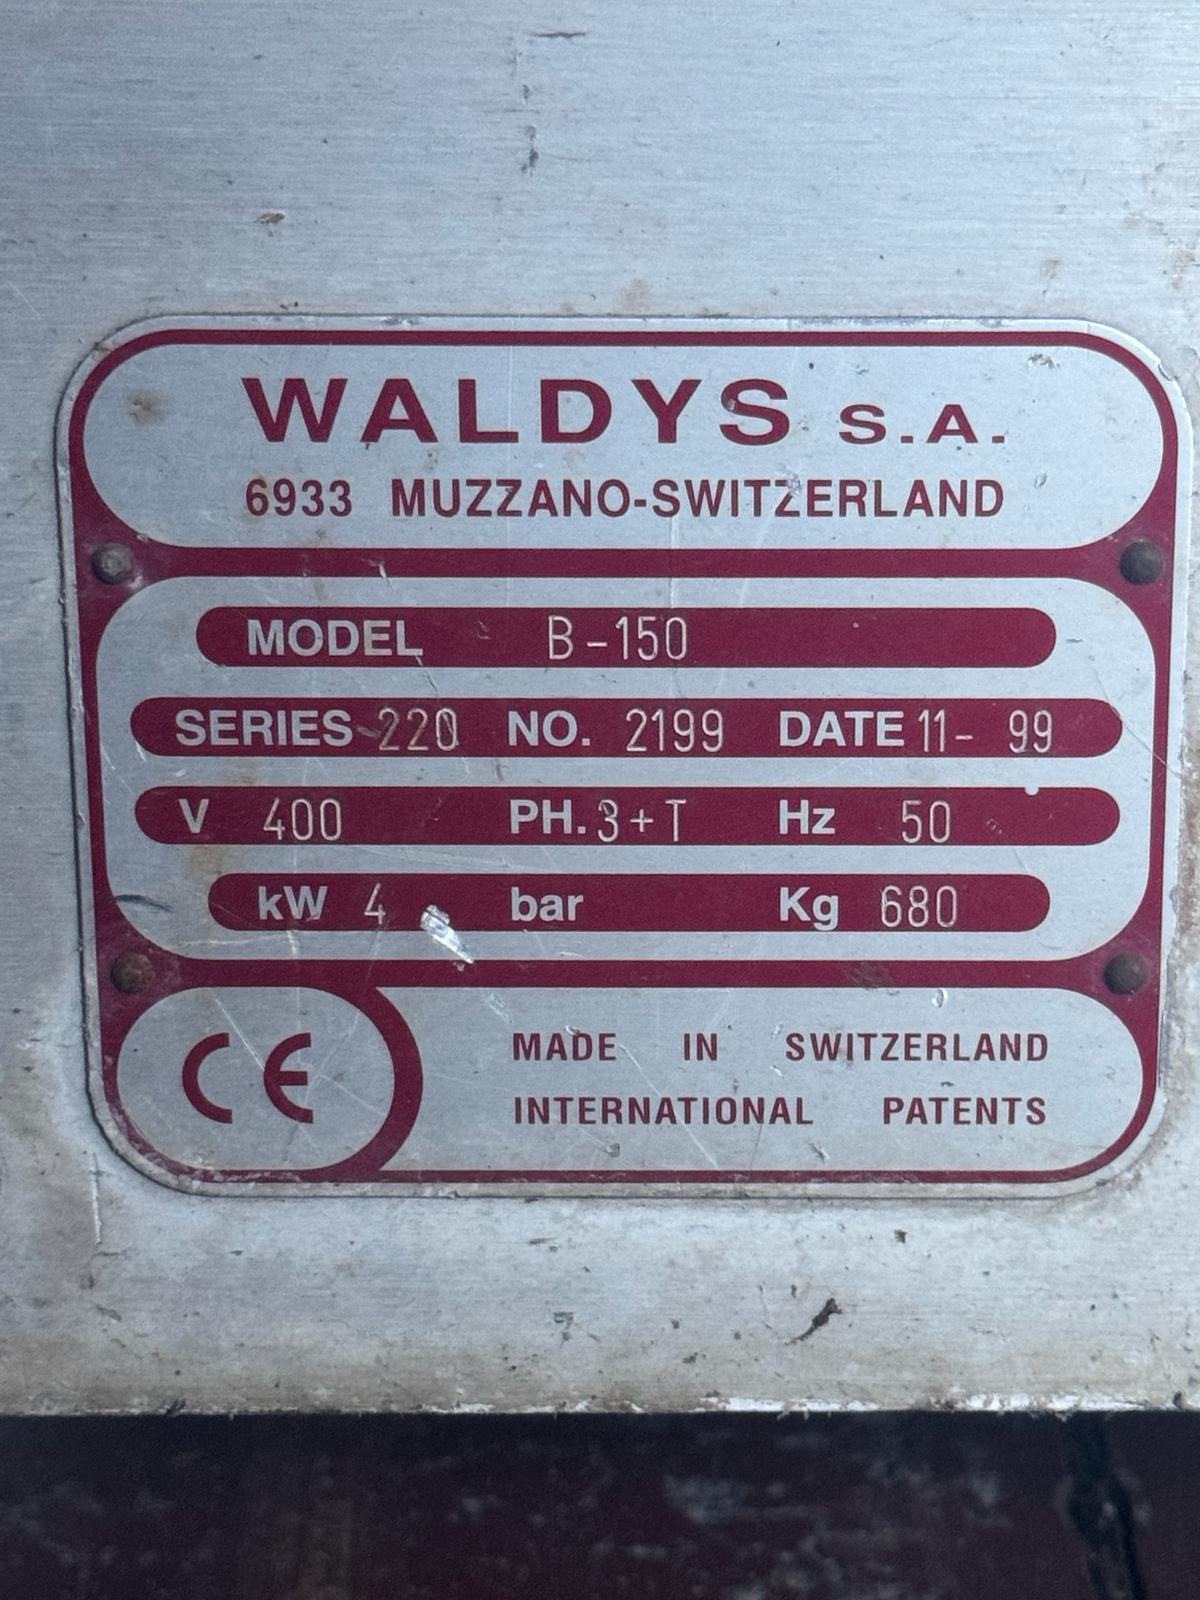 WALDYS S.A.
6933 MUZZANO-SWITZERLAND
MODEL B-150
SERIES 220 NO. 2199 DATE 11- 99
V 400 PH. 3+T Hz 50
kW 4 bar Kg 680
CE MADE IN SWITZERLAND
INTERNATIONAL PATENTS